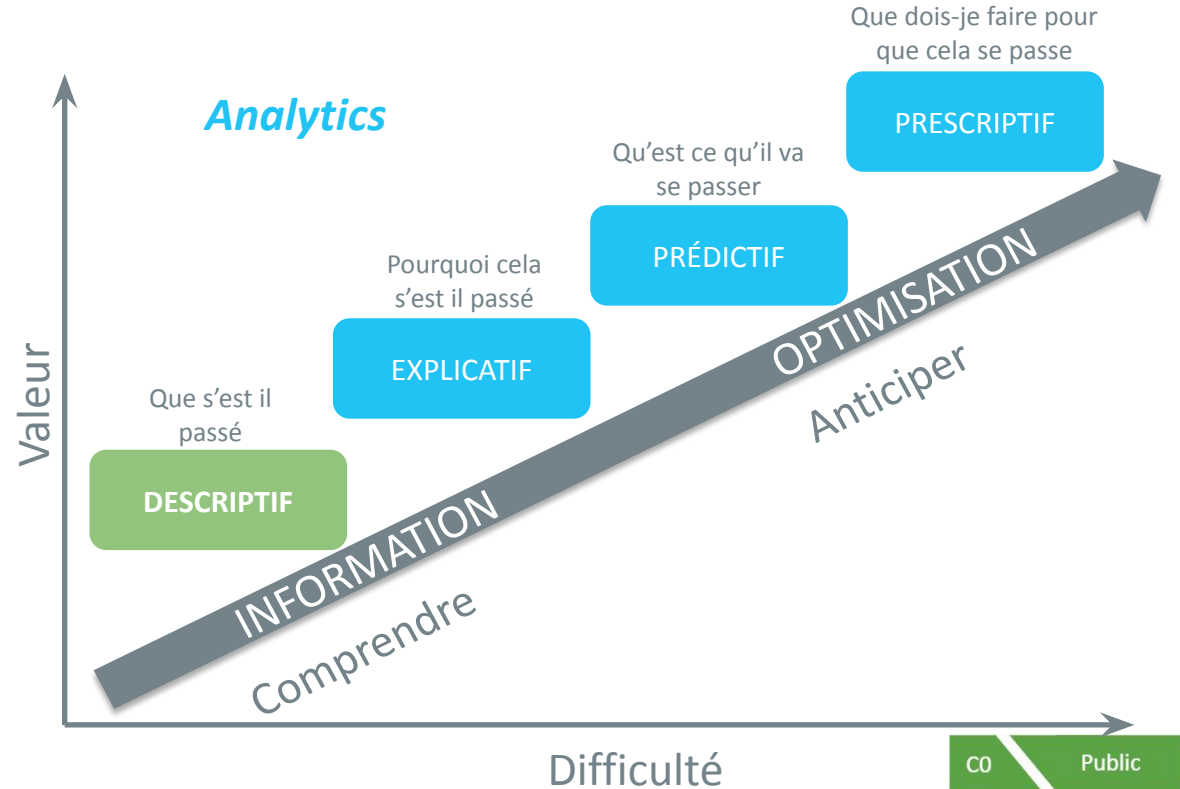 Que dois-je faire pour
que cela se passe
Analytics
PRESCRIPTIF
Qu’est ce qu’il va
se passer
PRÉDICTIF
Pourquoi cela
s’est il passé
EXPLICATIF
OPTIMISATION
Anticiper
Valeur
Que s’est il
passé
DESCRIPTIF
INFORMATION
Comprendre
Difficulté
C0
Public